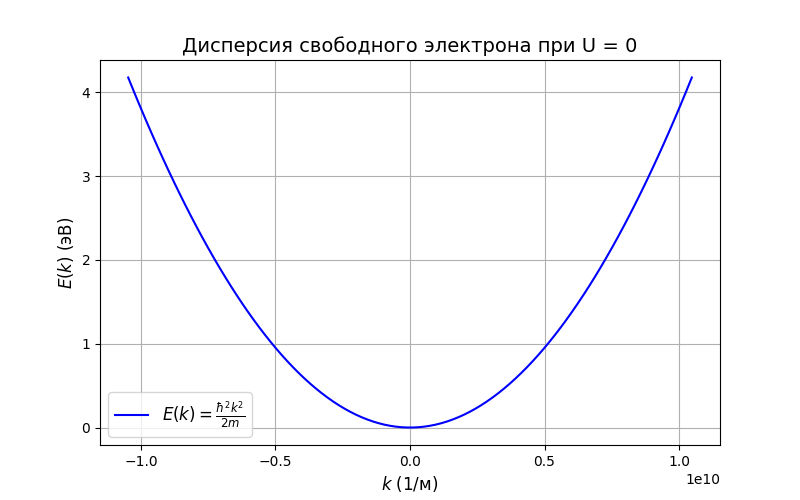 Дисперсия свободного электрона при U = 0
E(k) (эВ)
4
3
2
1
0
E(k) = ℏ²k²/2m
−1.0 −0.5 0.0 0.5 1.0
1e10
k (1/м)